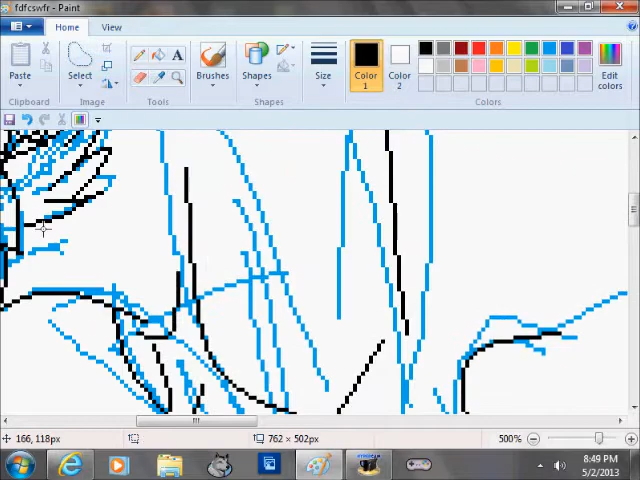 fdfcswfr - Paint
Home View
Paste
Select
Brushes
Shapes
Size
Color 1
Color 2
Edit colors
Clipboard Image Tools Shapes Colors
166, 118px
762 × 502px
500%
8:49 PM
5/2/2013